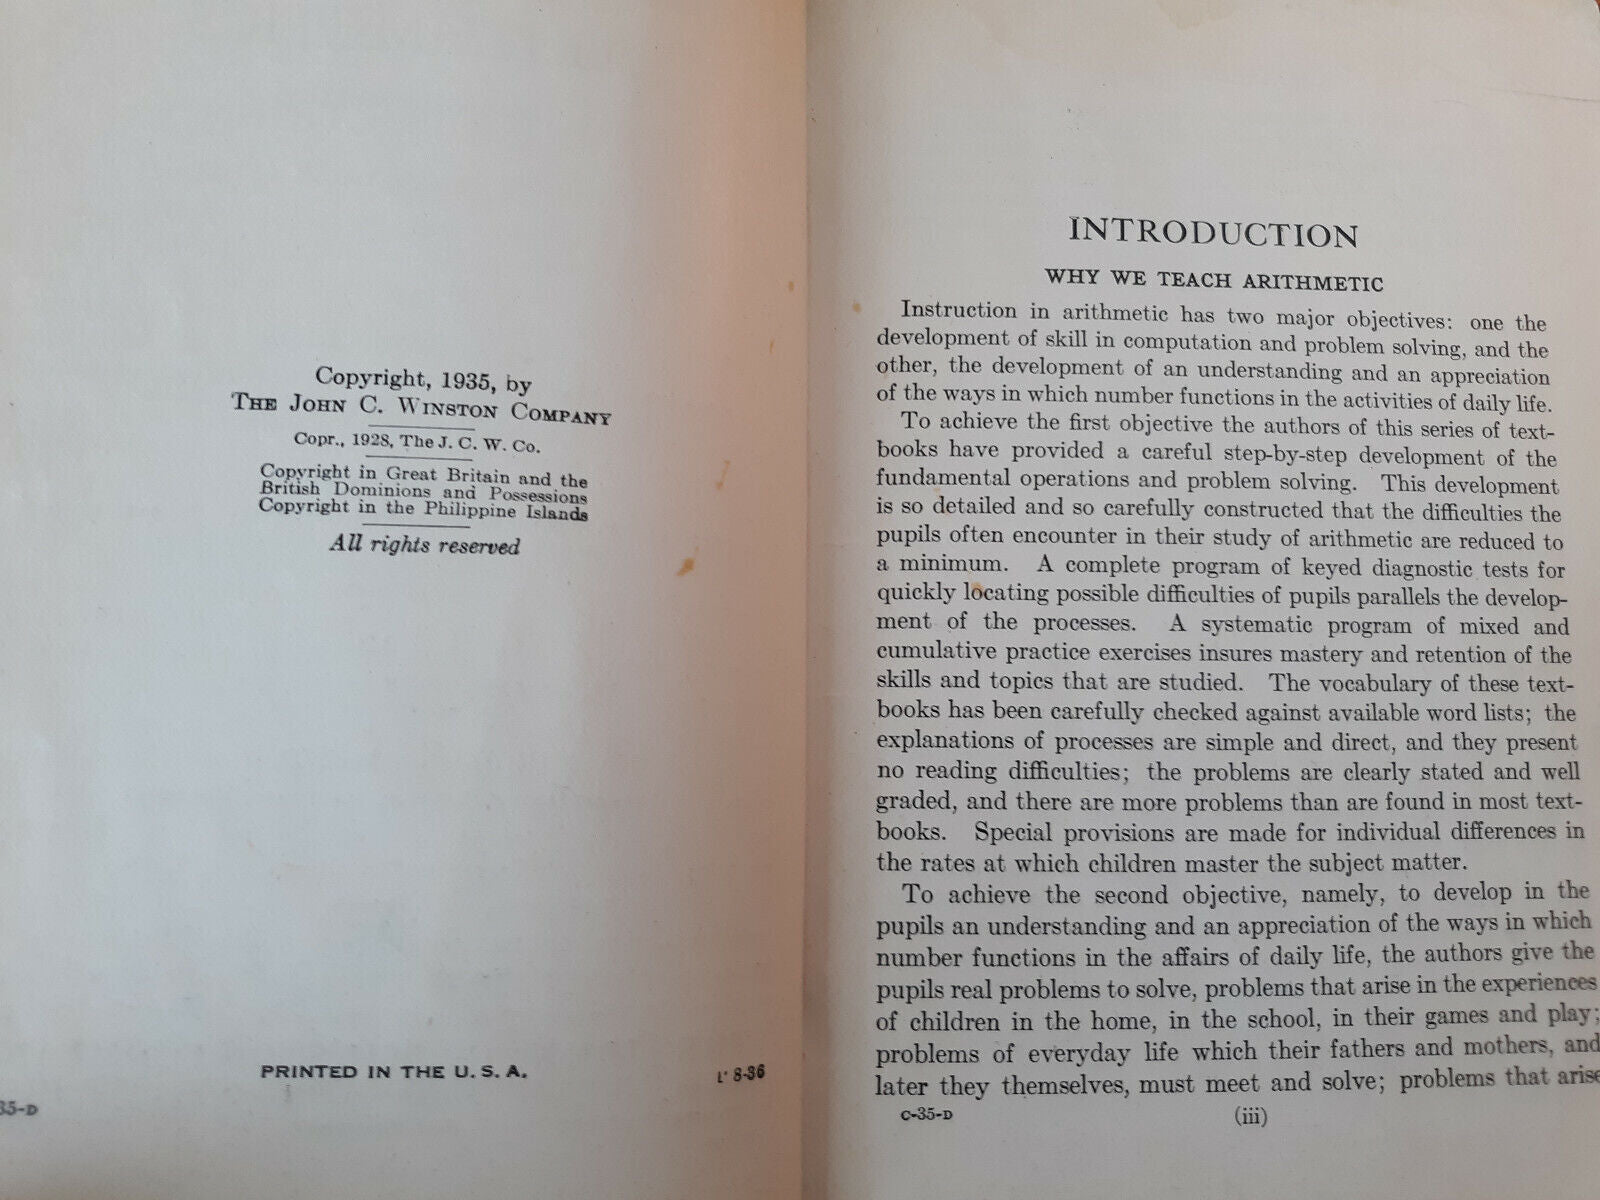 Copyright, 1935, by
THE JOHN C. WINSTON COMPANY
Copr., 1928, The J. C. W. Co.
Copyright in Great Britain and the
British Dominions and Possessions
Copyright in the Philippine Islands
All rights reserved
PRINTED IN THE U. S. A.
8-36
35-D
INTRODUCTION
WHY WE TEACH ARITHMETIC
Instruction in arithmetic has two major objectives: one the
development of skill in computation and problem solving, and the
other, the development of an understanding and an appreciation
of the ways in which number functions in the activities of daily life.
To achieve the first objective the authors of this series of text-
books have provided a careful step-by-step development of the
fundamental operations and problem solving. This development
is so detailed and so carefully constructed that the difficulties the
pupils often encounter in their study of arithmetic are reduced to
a minimum. A complete program of keyed diagnostic tests for
quickly locating possible difficulties of pupils parallels the develop-
ment of the processes. A systematic program of mixed and
cumulative practice exercises insures mastery and retention of the
skills and topics that are studied. The vocabulary of these text-
books has been carefully checked against available word lists; the
explanations of processes are simple and direct, and they present
no reading difficulties; the problems are clearly stated and well
graded, and there are more problems than are found in most text-
books. Special provisions are made for individual differences in
the rates at which children master the subject matter.
To achieve the second objective, namely, to develop in the
pupils an understanding and an appreciation of the ways in which
number functions in the affairs of daily life, the authors give the
pupils real problems to solve, problems that arise in the experiences
of children in the home, in the school, in their games and play;
problems of everyday life which their fathers and mothers, and
later they themselves, must meet and solve; problems that arise
C-35-D
(iii)